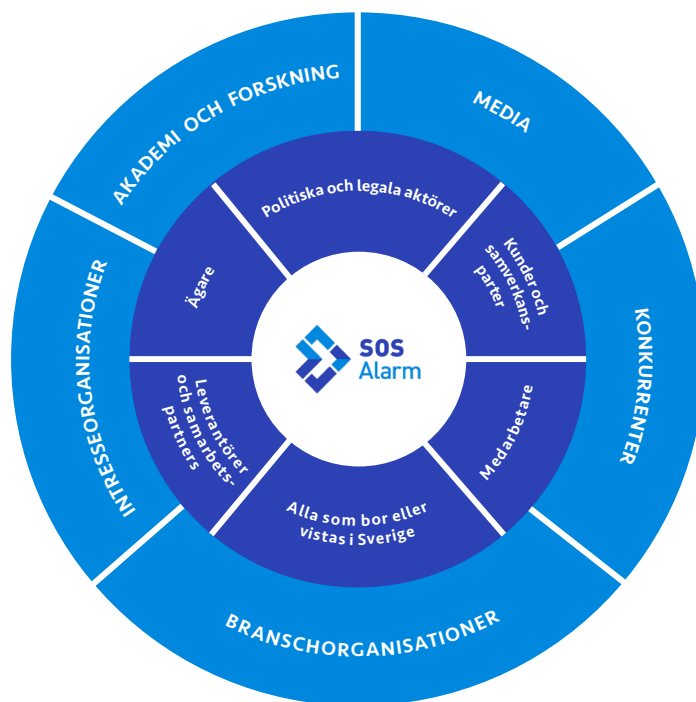 AKADEMI OCH FORSKNING
MEDIA
KONKURRENTER
BRANSCHORGANISATIONER
INTRESSEORGANISATIONER
Politiska och legala aktörer
Kunder och
samverkans-
parter
Medarbetare
Alla som bor eller
vistas i Sverige
Leverantörer
och samarbets-
partners
Ägare
SOS
Alarm